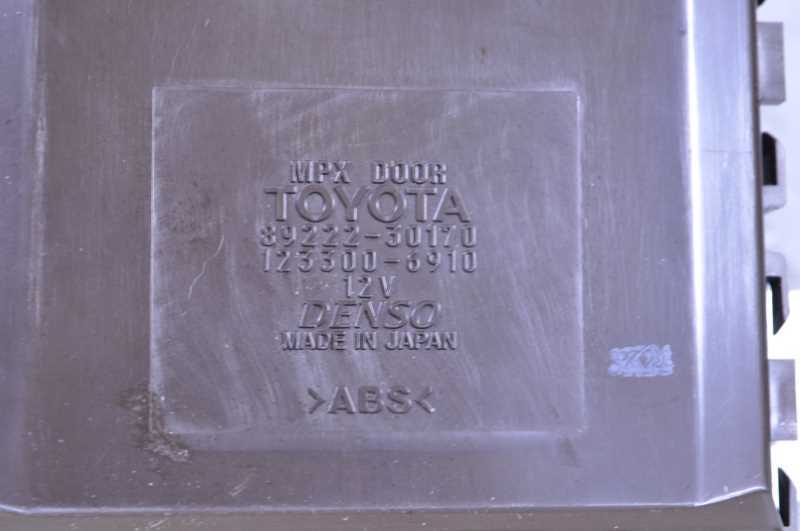 MPX DOOR
TOYOTA
89222-30170
123300-6910
12V
DENSO
MADE IN JAPAN
>ABS<